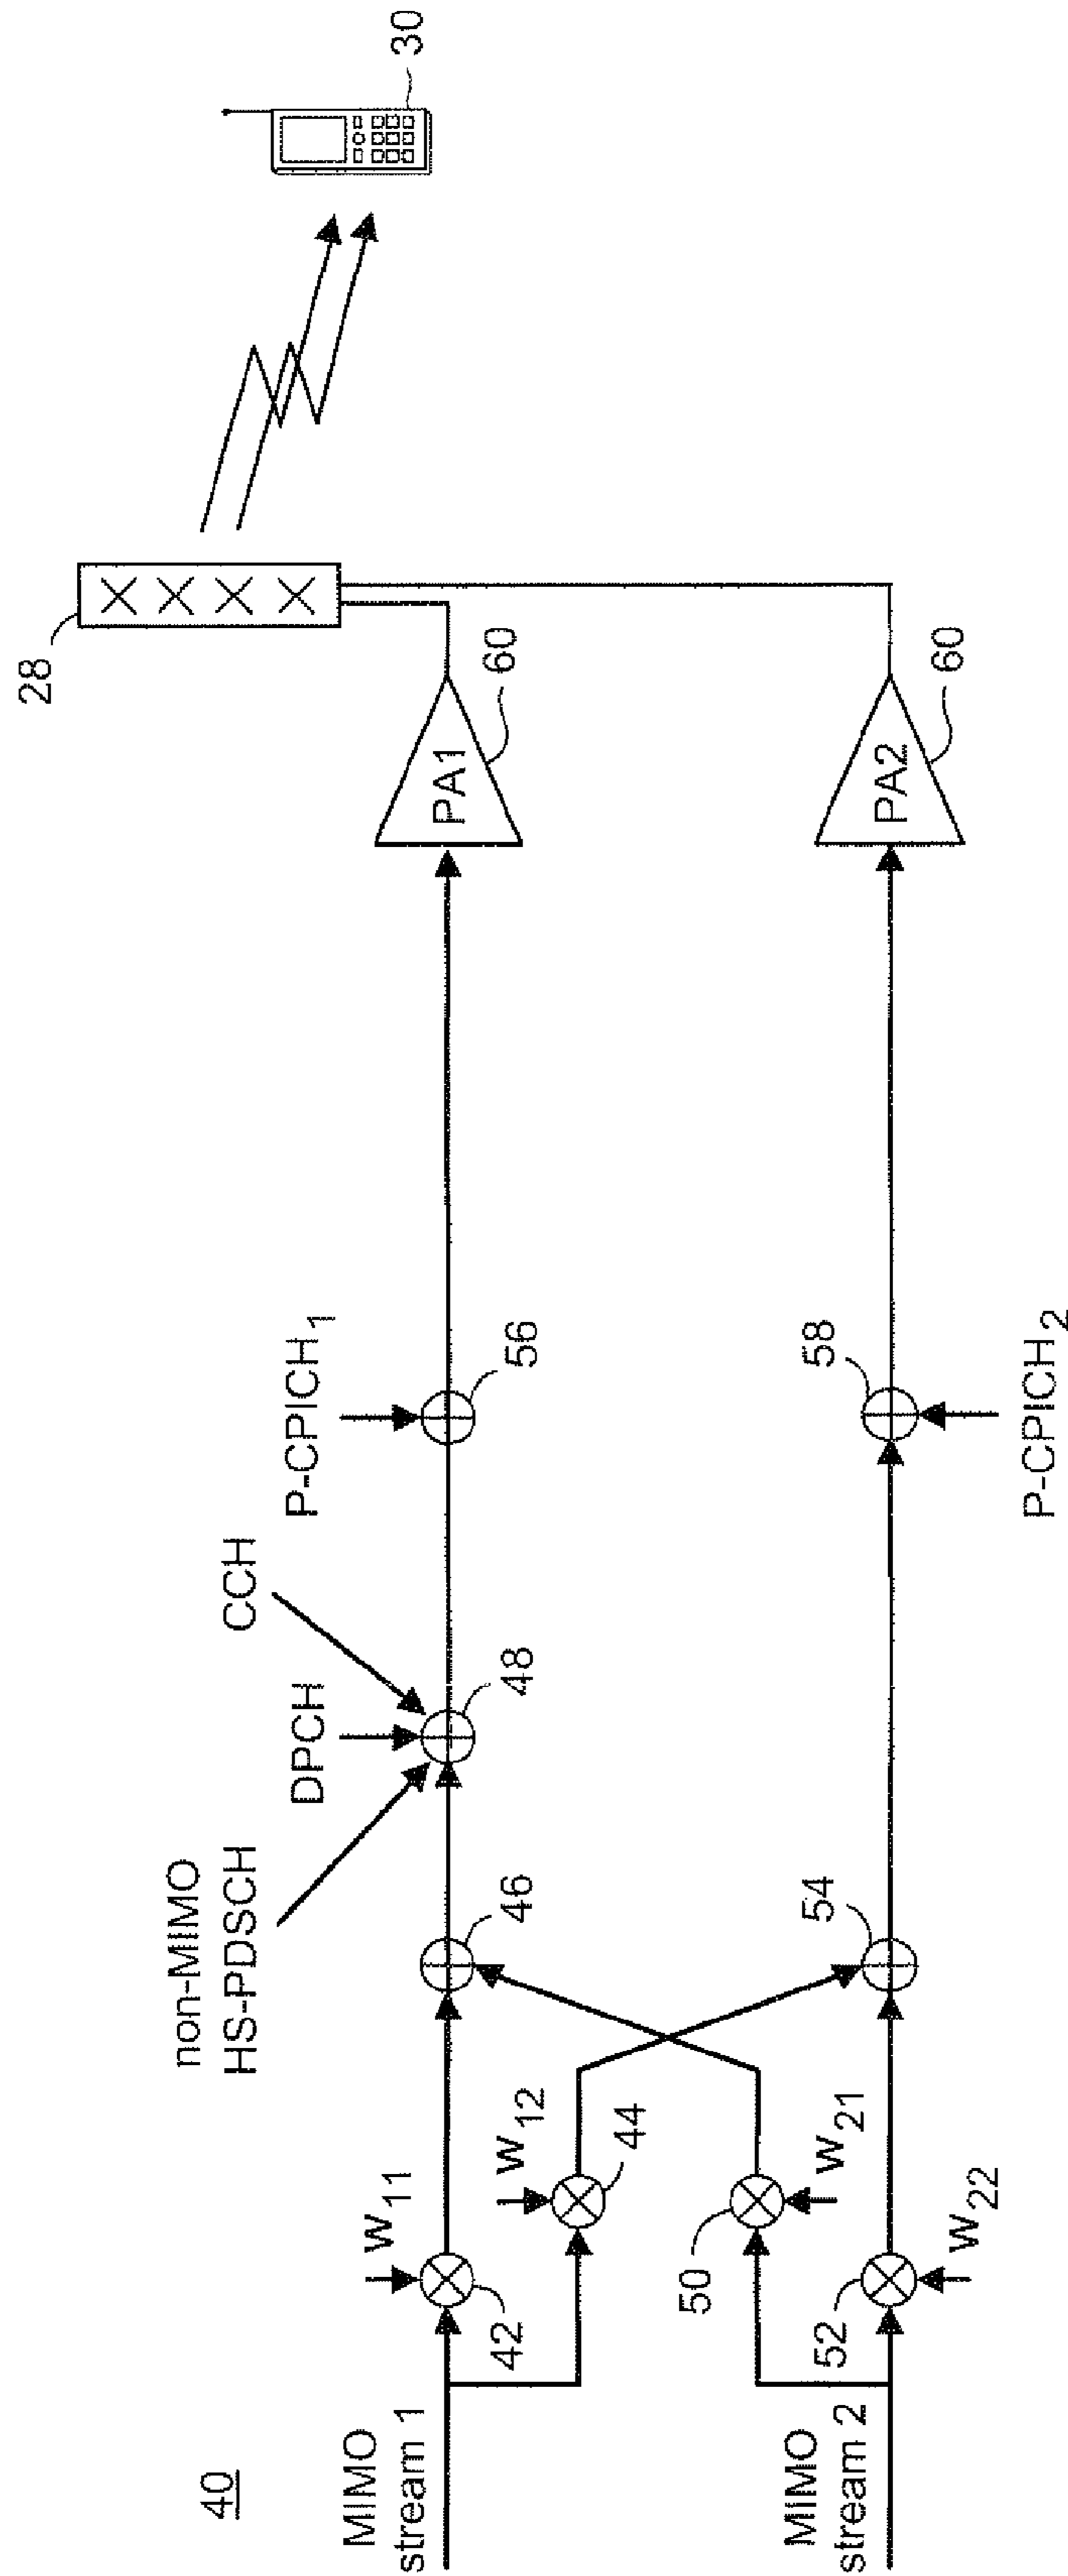 40
MIMO
stream 1
MIMO
stream 2
w11
42
w12
44
50
w21
52
w22
46
54
non-MIMO
HS-PDSCH
DPCH
CCH
48
P-CPICH1
56
58
P-CPICH2
PA1
60
PA2
60
28
30